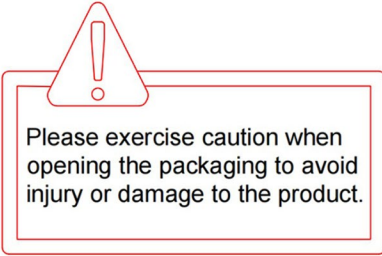 Please exercise caution when
opening the packaging to avoid
injury or damage to the product.